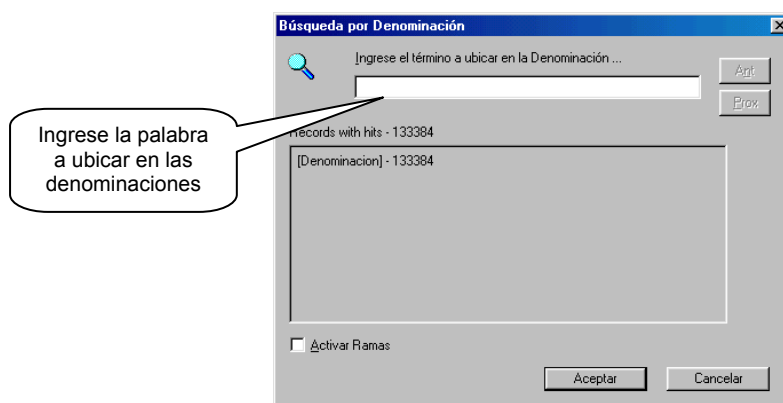 Búsqueda por Denominación
Ingrese el término a ubicar en la Denominación ...
Ant
Prox
Ingrese la palabra
a ubicar en las
denominaciones
Records with hits - 133384
[Denominacion] - 133384
Activar Ramas
Aceptar
Cancelar